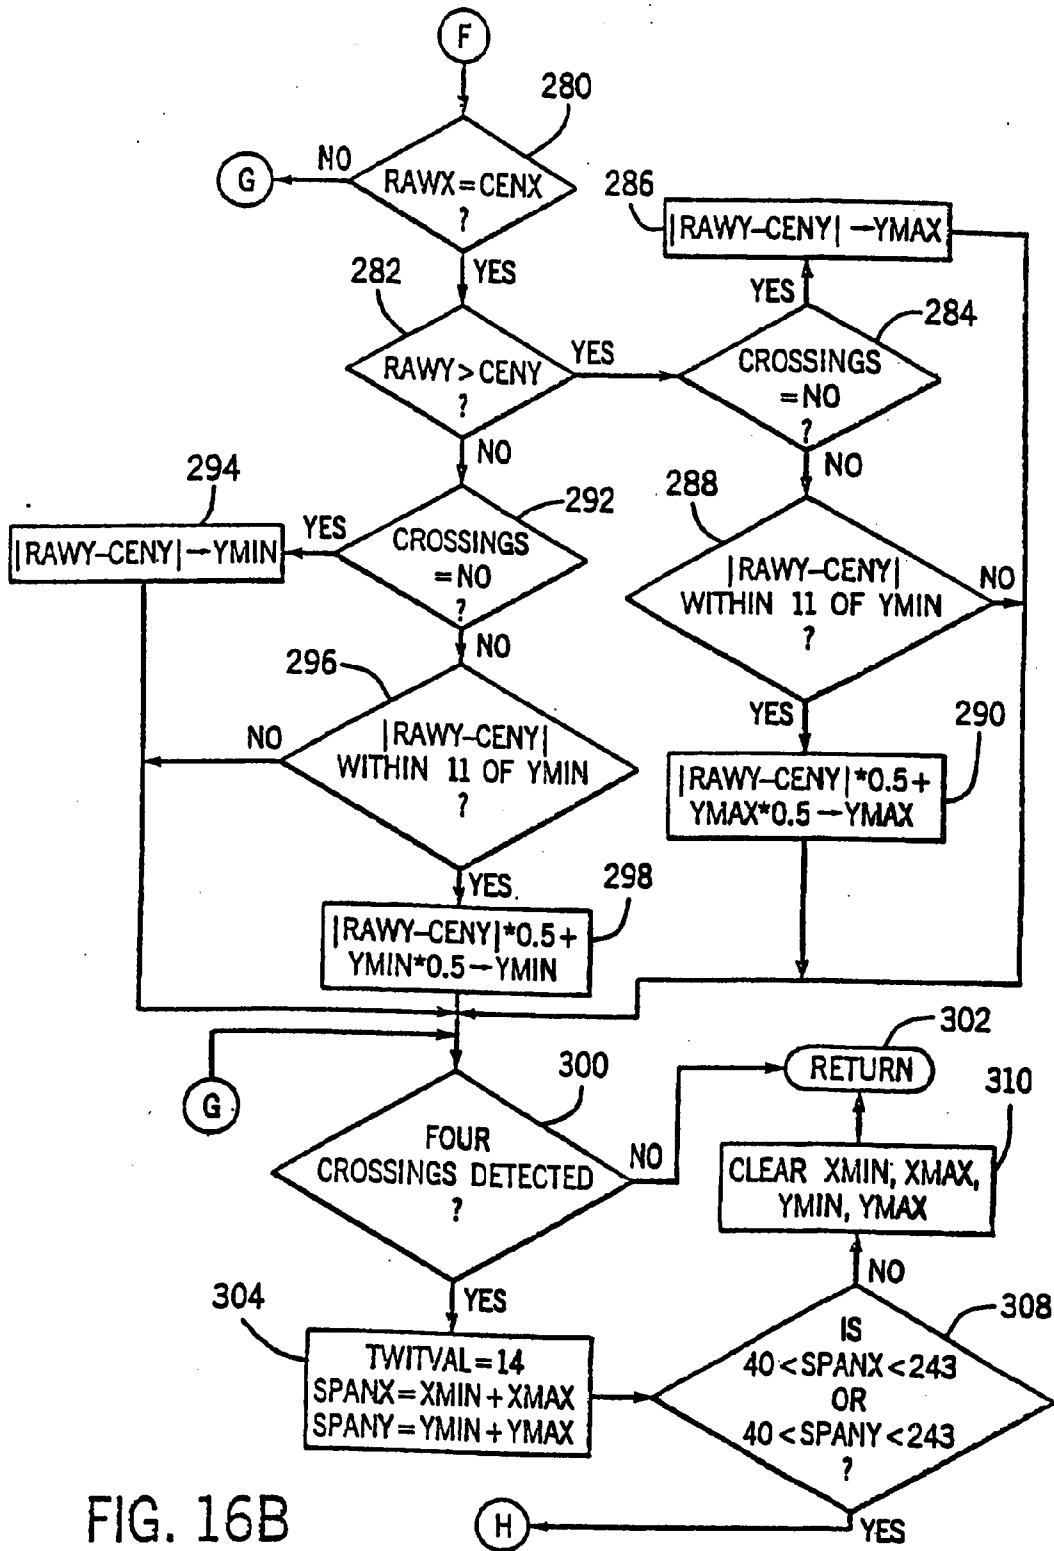 F
280
NO
G
RAWX=CENX
?
286
|RAWY-CENY|→YMAX
282
YES
YES
284
RAWY>CENY
?
YES
CROSSINGS
=NO
?
NO
NO
294
292
288
|RAWY-CENY|→YMIN
YES
CROSSINGS
=NO
?
|RAWY-CENY|
WITHIN 11 OF YMIN
?
NO
NO
296
YES
290
NO
|RAWY-CENY|
WITHIN 11 OF YMIN
?
|RAWY-CENY|*0.5+
YMAX*0.5→YMAX
YES
298
|RAWY-CENY|*0.5+
YMIN*0.5→YMIN
302
G
300
RETURN
310
FOUR
CROSSINGS DETECTED
?
NO
CLEAR XMIN, XMAX,
YMIN, YMAX
YES
NO
304
308
TWITVAL=14
SPANX=XMIN+XMAX
SPANY=YMIN+YMAX
IS
40<SPANX<243
OR
40<SPANY<243
?
FIG. 16B
H
YES